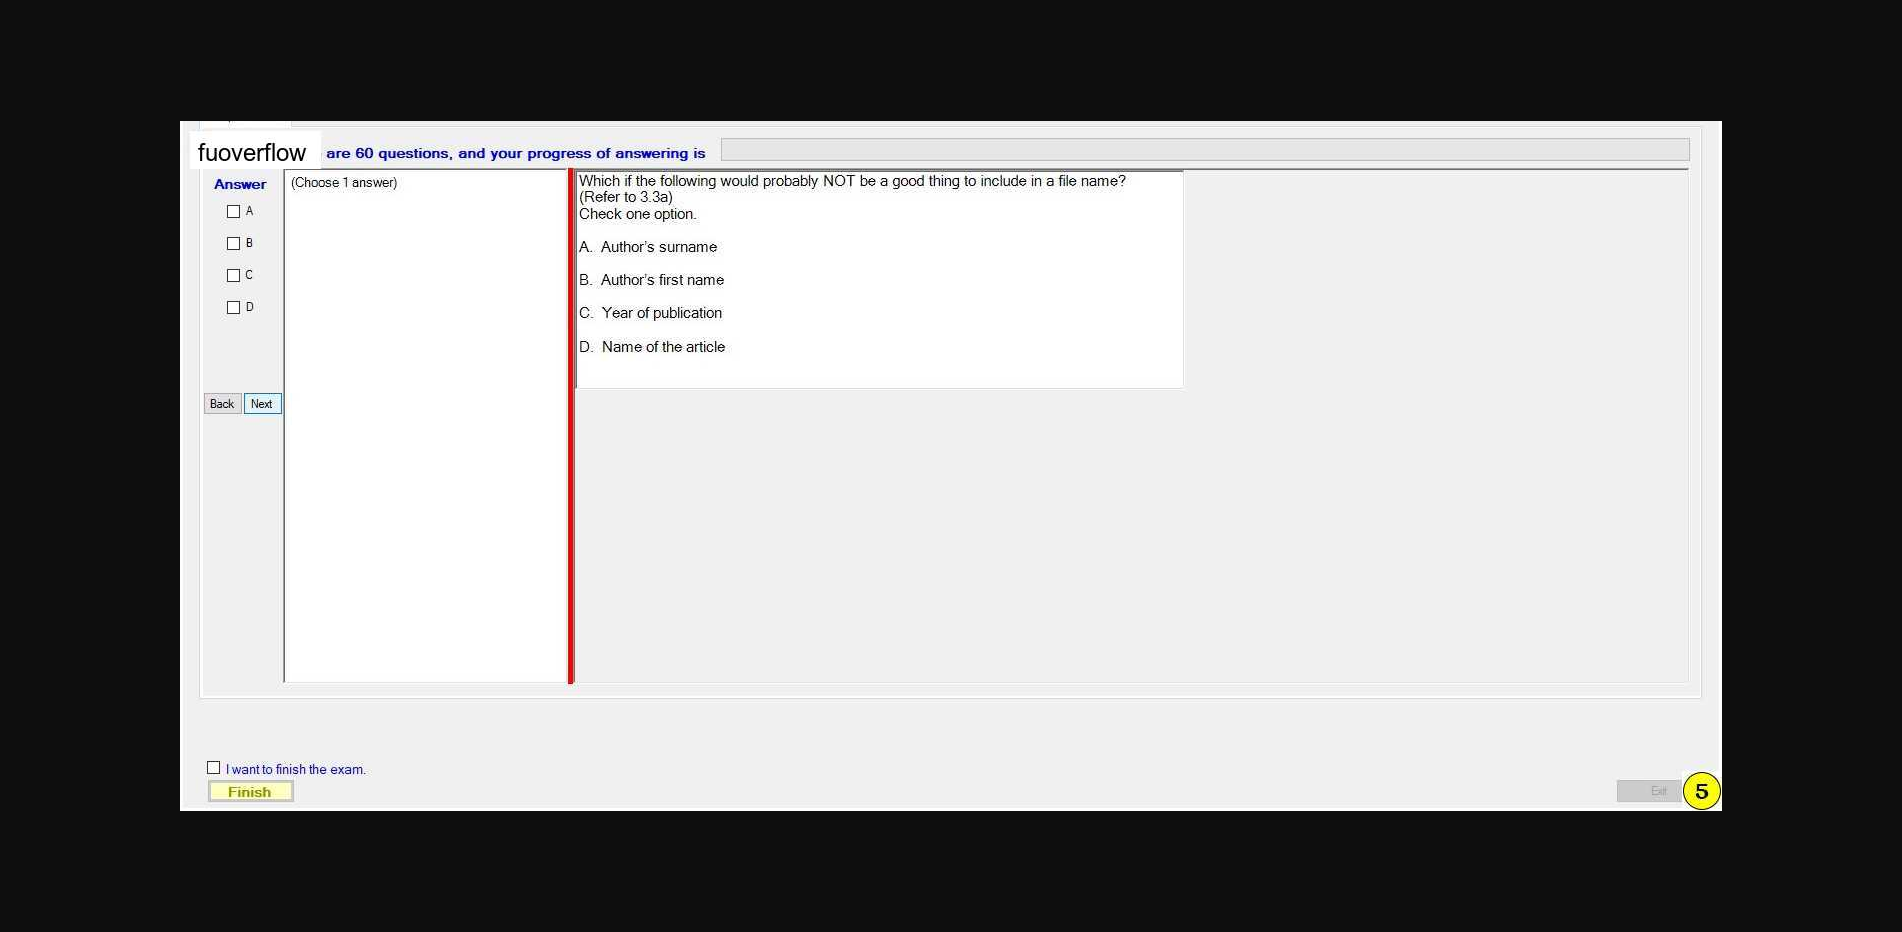 fuoverflow are 60 questions, and your progress of answering is
Answer
(Choose 1 answer)
A
B
C
D
Back Next
Which if the following would probably NOT be a good thing to include in a file name?
(Refer to 3.3a)
Check one option.
A. Author's surname
B. Author's first name
C. Year of publication
D. Name of the article
I want to finish the exam.
Finish
Exit
5